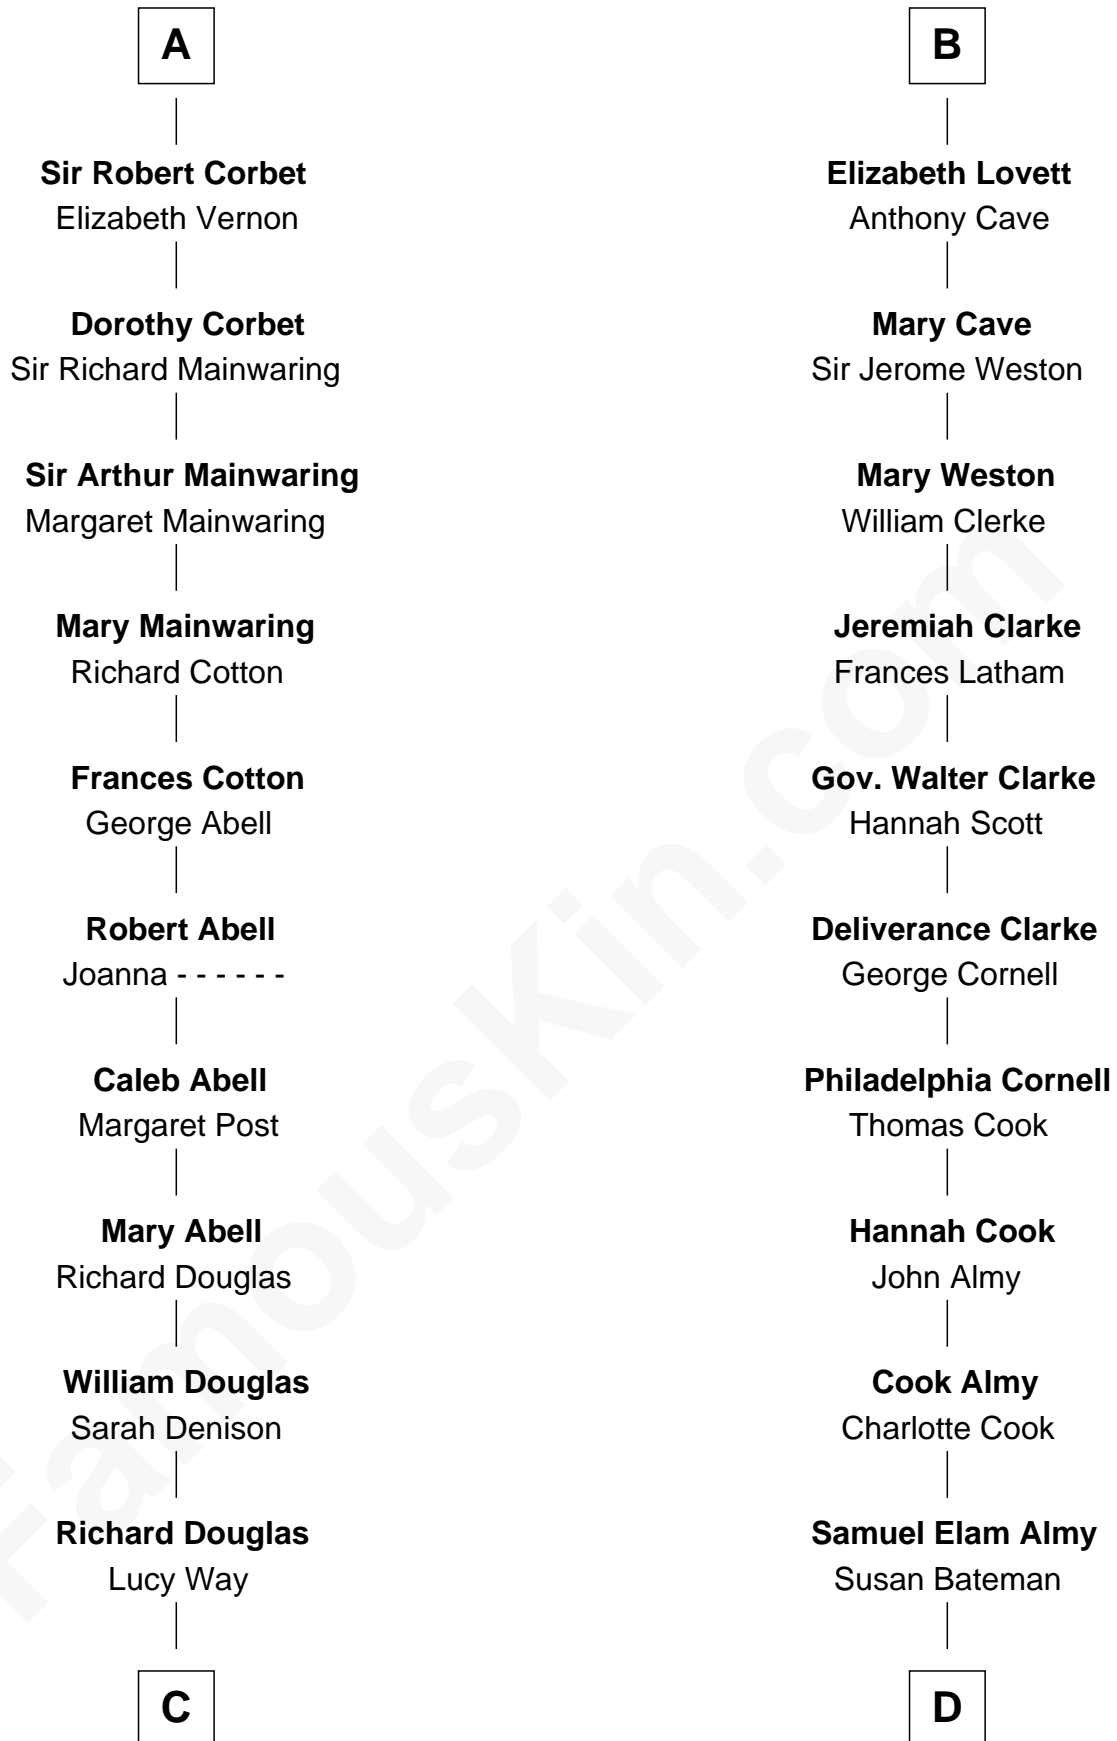 A
Sir Robert Corbet
Elizabeth Vernon
Dorothy Corbet
Sir Richard Mainwaring
Sir Arthur Mainwaring
Margaret Mainwaring
Mary Mainwaring
Richard Cotton
Frances Cotton
George Abell
Robert Abell
Joanna - - - - - -
Caleb Abell
Margaret Post
Mary Abell
Richard Douglas
William Douglas
Sarah Denison
Richard Douglas
Lucy Way
C
B
Elizabeth Lovett
Anthony Cave
Mary Cave
Sir Jerome Weston
Mary Weston
William Clerke
Jeremiah Clarke
Frances Latham
Gov. Walter Clarke
Hannah Scott
Deliverance Clarke
George Cornell
Philadelphia Cornell
Thomas Cook
Hannah Cook
John Almy
Cook Almy
Charlotte Cook
Samuel Elam Almy
Susan Bateman
D
FamousKin.com